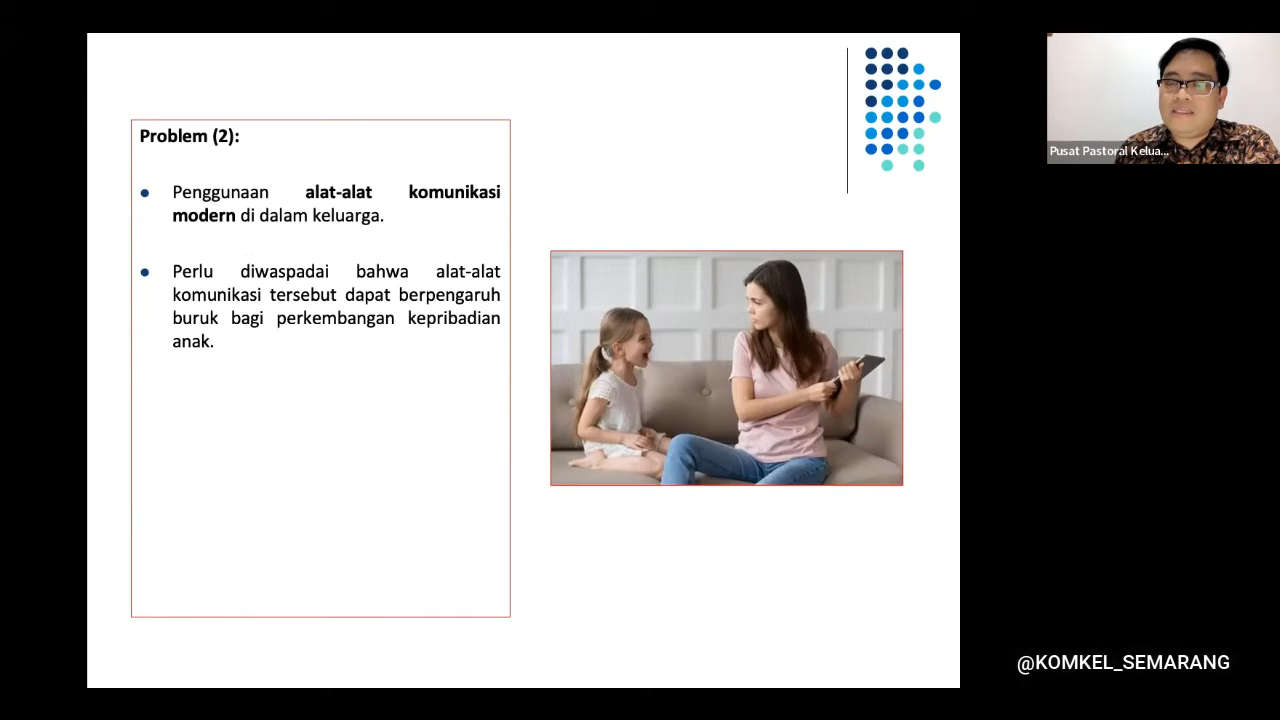 Problem (2):
Penggunaan alat-alat komunikasi
modern di dalam keluarga.
Perlu diwaspadai bahwa alat-alat
komunikasi tersebut dapat berpengaruh
buruk bagi perkembangan kepribadian
anak.
Pusat Pastoral Kelua...
@KOMKEL_SEMARANG